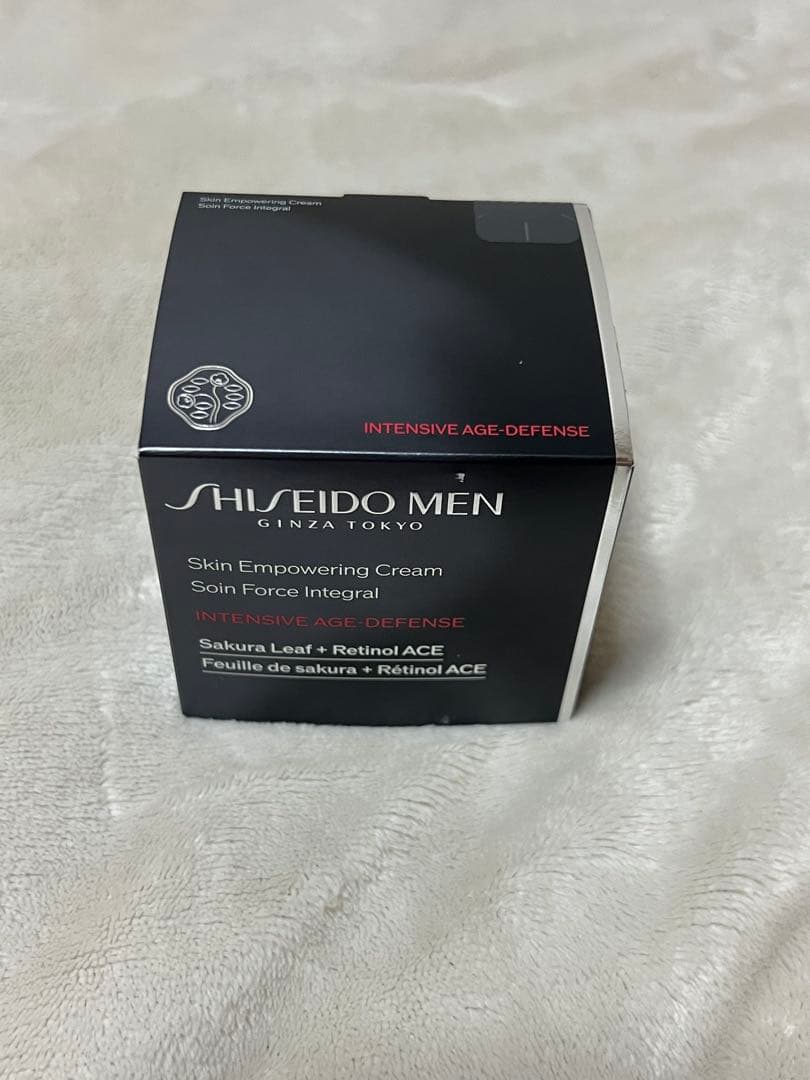 Skin Empowering Cream
Soin Force Integral
INTENSIVE AGE-DEFENSE
SHISEIDO MEN
GINZA TOKYO
Skin Empowering Cream
Soin Force Integral
INTENSIVE AGE-DEFENSE
Sakura Leaf + Retinol ACE
Feuille de sakura + Rétinol ACE